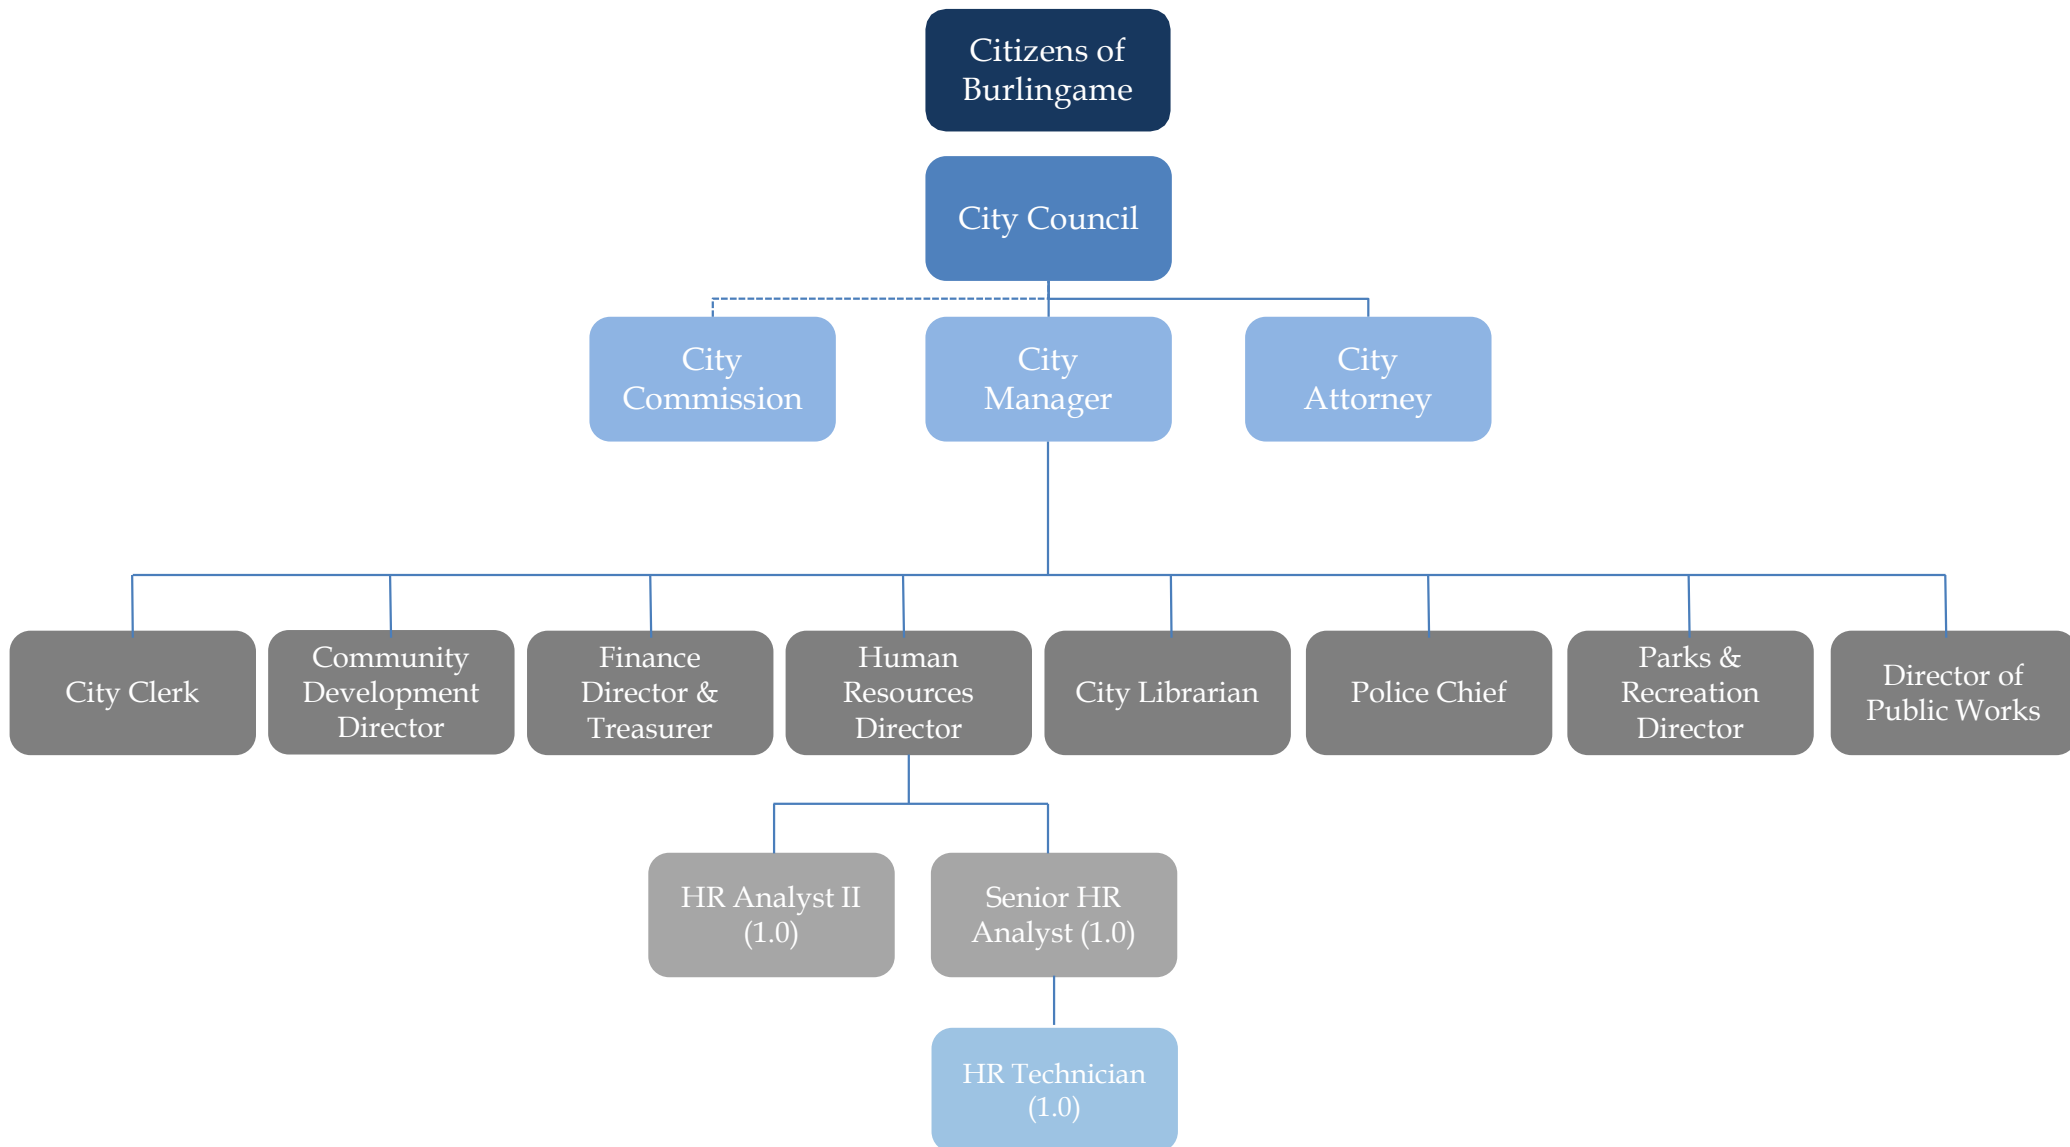 Citizens of
Burlingame
City Council
City
Commission
City
Manager
City
Attorney
City Clerk
Community
Development
Director
Finance
Director &
Treasurer
Human
Resources
Director
City Librarian
Police Chief
Parks &
Recreation
Director
Director of
Public Works
HR Analyst II
(1.0)
Senior HR
Analyst (1.0)
HR Technician
(1.0)